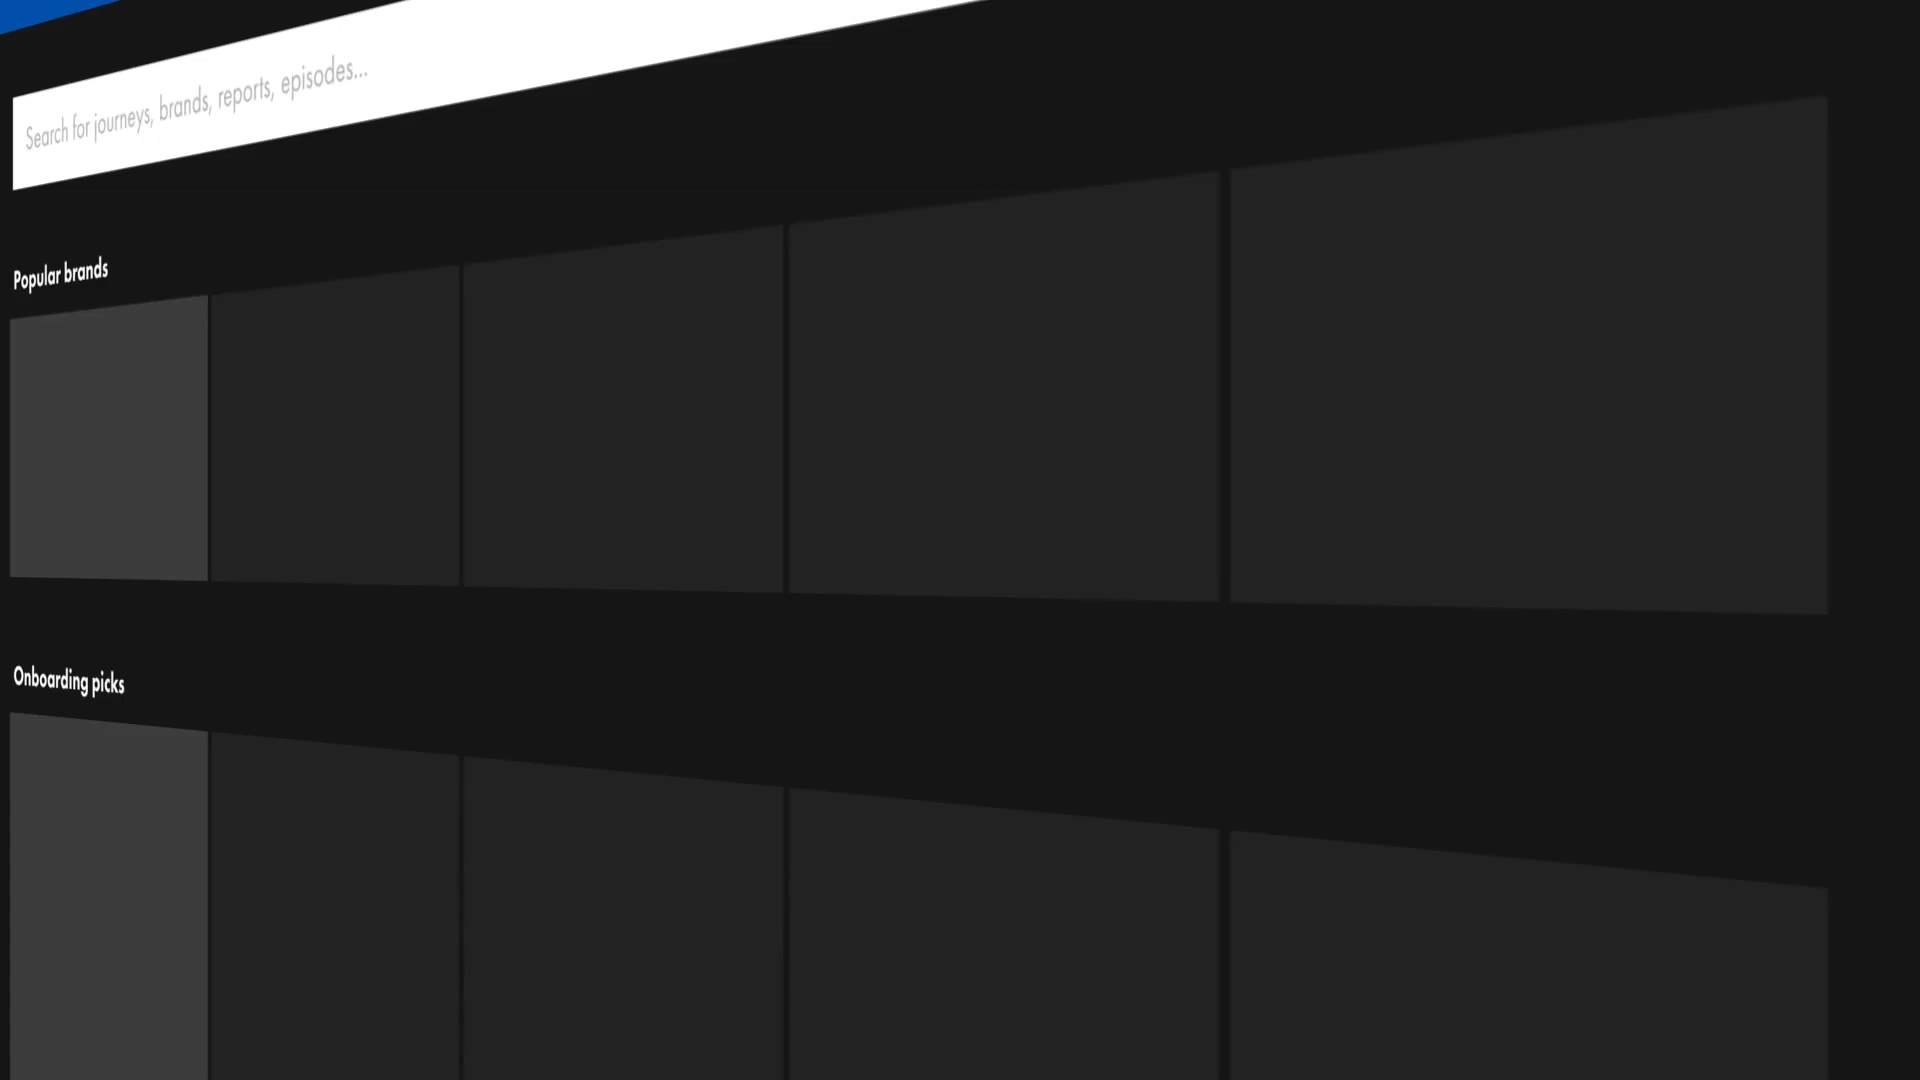 Search for journeys, brands, reports, episodes...
Popular brands
Onboarding picks